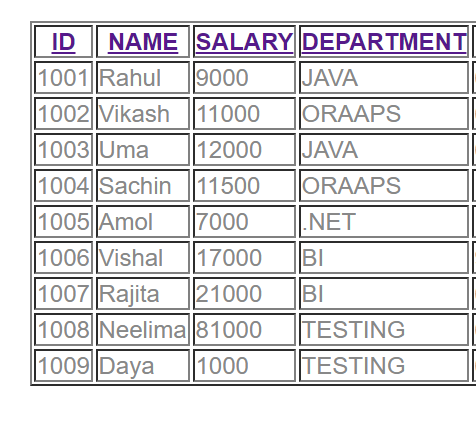 ID NAME SALARY DEPARTMENT
1001 Rahul 9000 JAVA
1002 Vikash 11000 ORAAPS
1003 Uma 12000 JAVA
1004 Sachin 11500 ORAAPS
1005 Amol 7000 .NET
1006 Vishal 17000 BI
1007 Rajita 21000 BI
1008 Neelima 81000 TESTING
1009 Daya 1000 TESTING